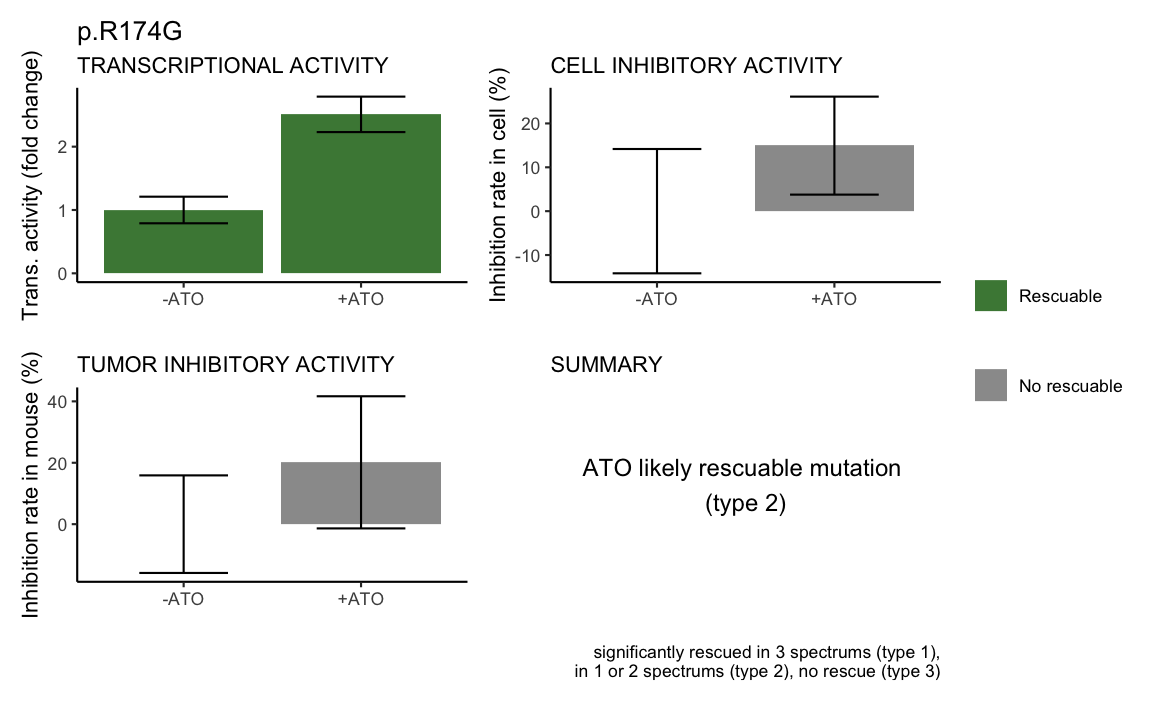 p.R174G
TRANSCRIPTIONAL ACTIVITY
Trans. activity (fold change)
2
1
0
-ATO
+ATO
CELL INHIBITORY ACTIVITY
Inhibition rate in cell (%)
20
10
0
-10
-ATO
+ATO
Rescuable
No rescuable
TUMOR INHIBITORY ACTIVITY
Inhibition rate in mouse (%)
40
20
0
-ATO
+ATO
SUMMARY
ATO likely rescuable mutation
(type 2)
significantly rescued in 3 spectrums (type 1),
in 1 or 2 spectrums (type 2), no rescue (type 3)